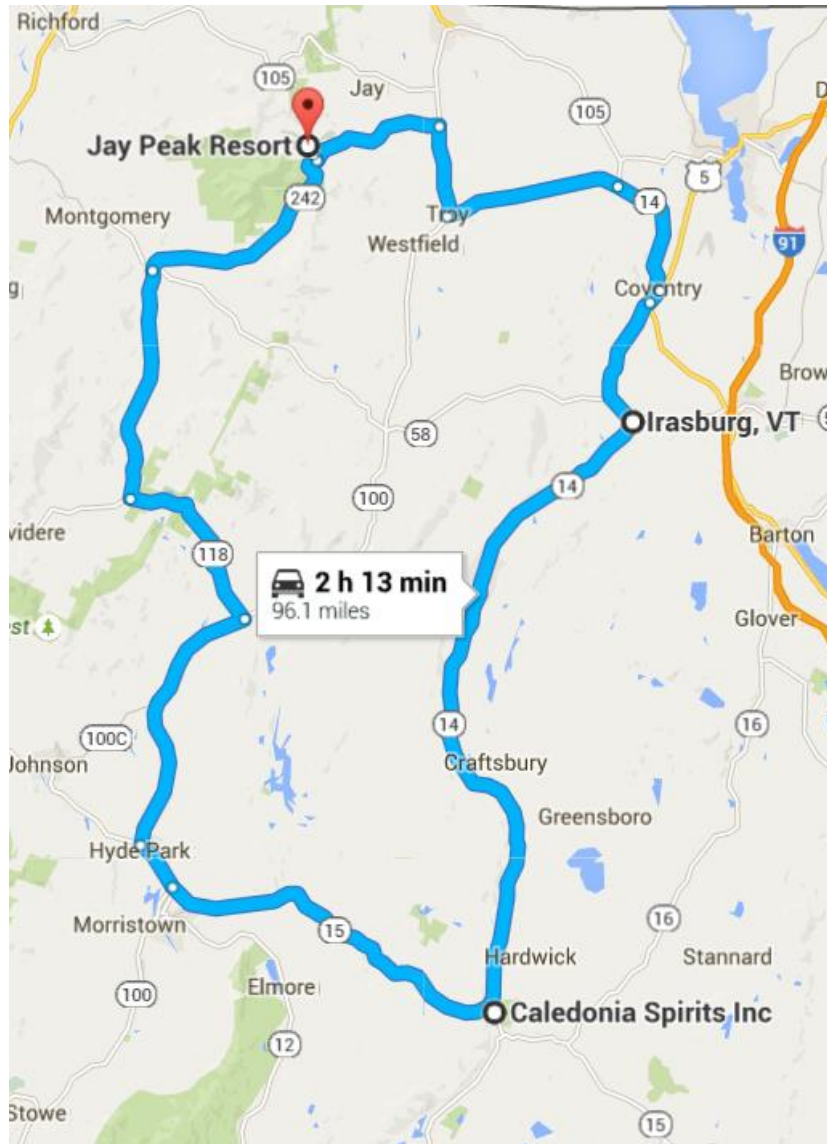 Richford
105
Jay
105
Jay Peak Resort
5
242
Troy
14
Montgomery
Westfield
91
g
Coventry
Brow
Irasburg, VT
58
14
100
videre
Barton
118
2 h 13 min
96.1 miles
Glover
est
14
16
100C
Johnson
Craftsbury
Greensboro
Hyde Park
16
Morristown
15
Hardwick
Stannard
Elmore
100
Caledonia Spirits Inc
12
Stowe
15